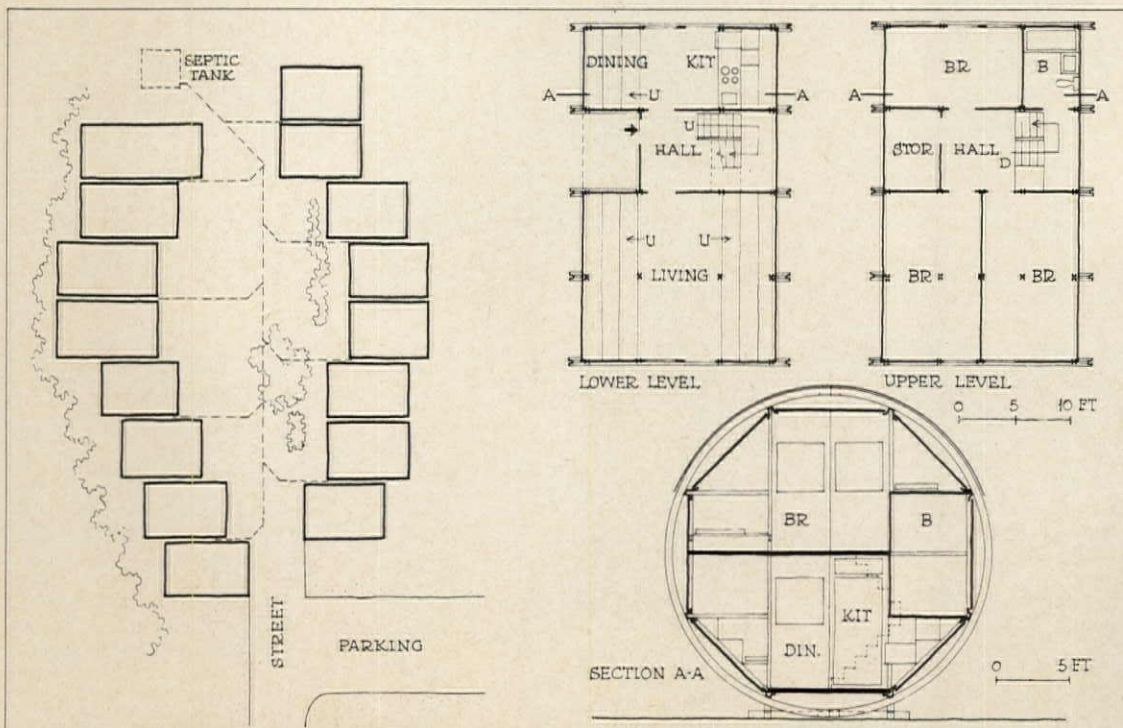 SEPTIC
TANK
STREET
PARKING
DINING
KIT
A
U
A
U
HALL
U
U
LIVING
LOWER LEVEL
BR
B
A
A
STOR
HALL
D
BR
BR
UPPER LEVEL
0 5 10 FT
BR
B
KIT
DIN.
SECTION A-A
0 5 FT